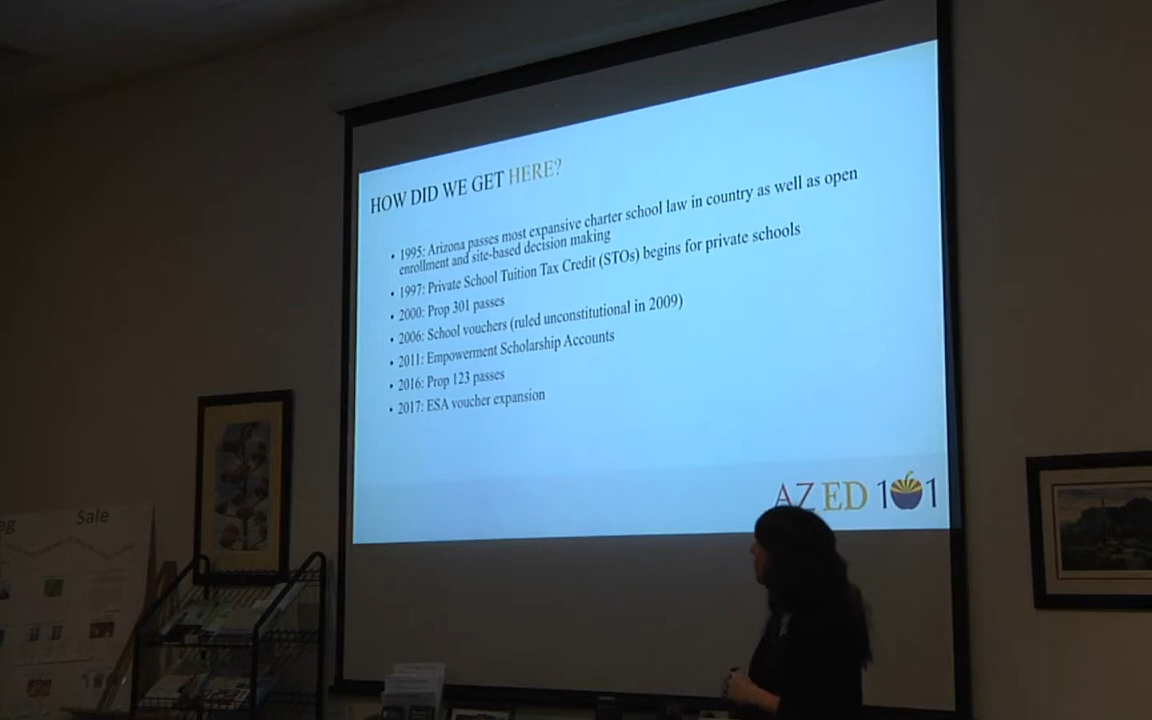 HOW DID WE GET HERE?
• 1995: Arizona passes most expansive charter school law in country as well as open
enrollment and site-based decision making
• 1997: Private School Tuition Tax Credit (STOs) begins for private schools
• 2000: Prop 301 passes
• 2006: School vouchers (ruled unconstitutional in 2009)
• 2011: Empowerment Scholarship Accounts
• 2016: Prop 123 passes
• 2017: ESA voucher expansion
AZ ED 101
ag Sale